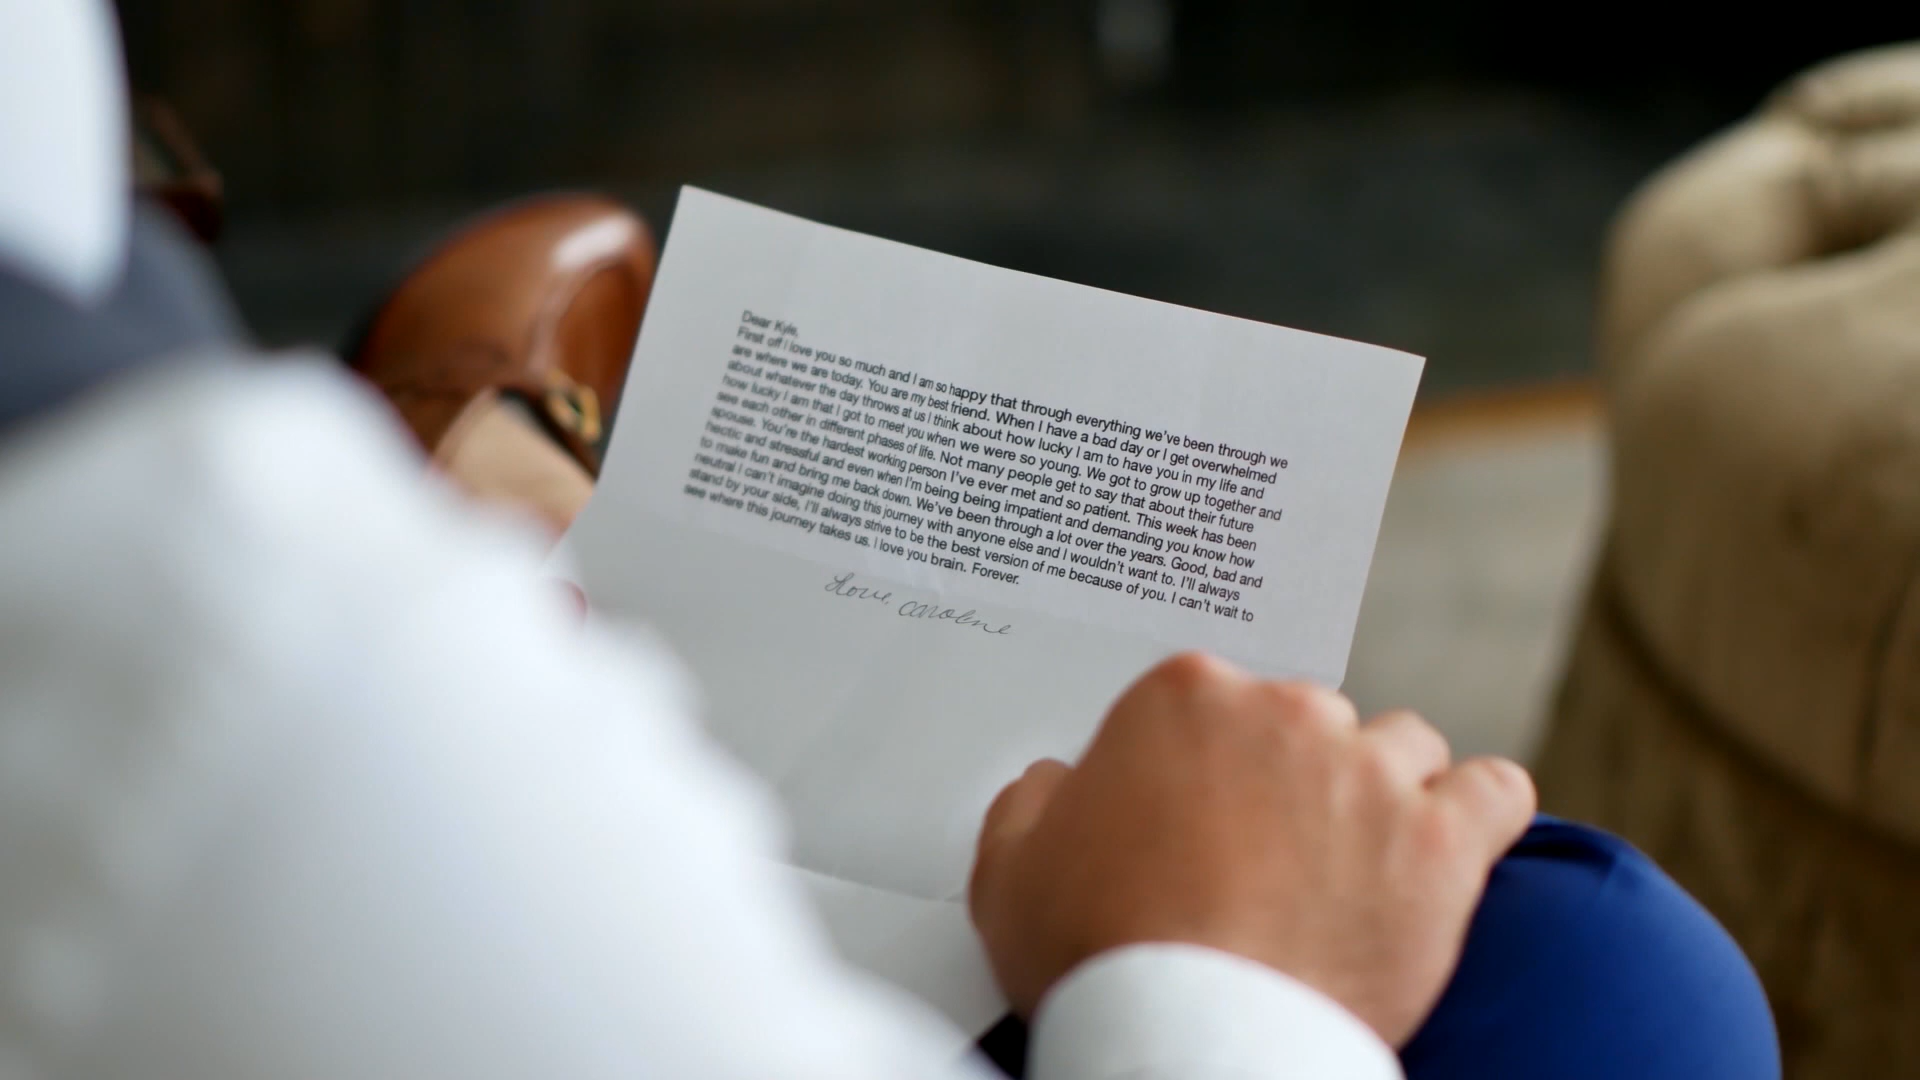 Dear Kyle,
First off I love you so much and I am so happy that through everything we've been through we
are where we are today. You are my best friend. When I have a bad day or I get overwhelmed
about whatever the day throws at us I think about how lucky I am to have you in my life and
how lucky I am that I got to meet you when we were so young. We got to grow up together and
see each other in different phases of life. Not many people get to say that about their future
spouse. You're the hardest working person I've ever met and so patient. This week has been
hectic and stressful and even when I'm being being impatient and demanding you know how
to make fun and bring me back down. We've been through a lot over the years. Good, bad and
neutral I can't imagine doing this journey with anyone else and I wouldn't want to. I'll always
stand by your side, I'll always strive to be the best version of me because of you. I can't wait to
see where this journey takes us. I love you brain. Forever.
Love, Caroline